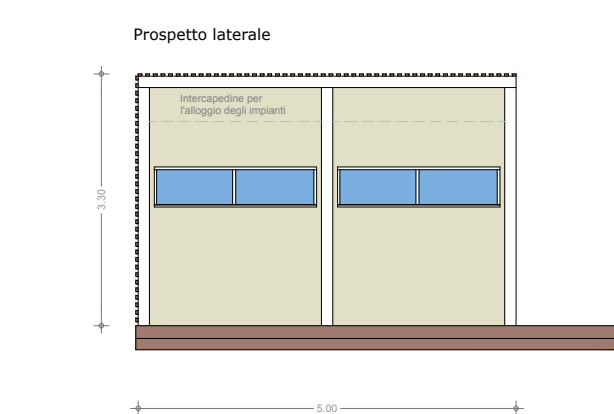 Prospetto laterale
Intercapedine per
l'alloggio degli impianti
3.30
5.00